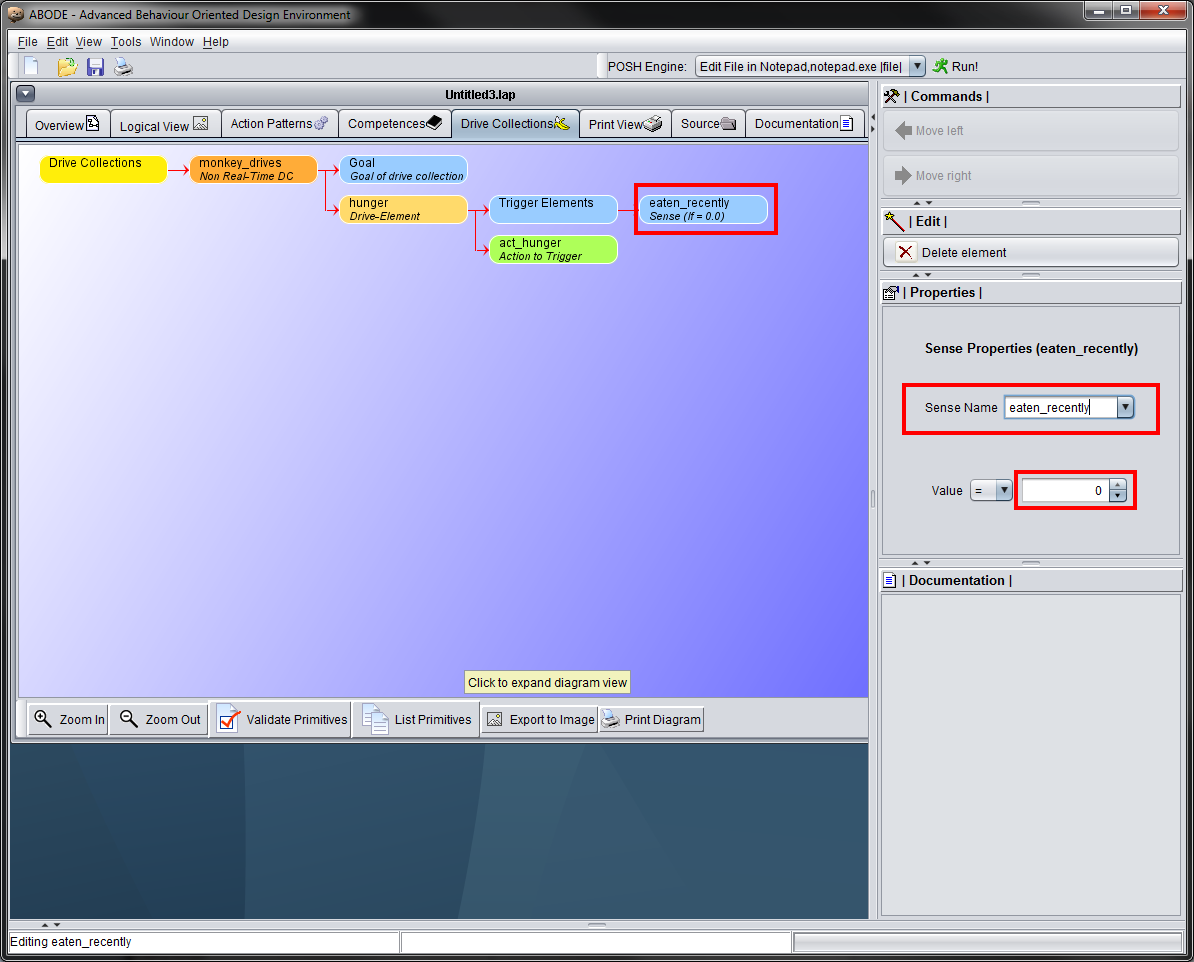 ABODE - Advanced Behaviour Oriented Design Environment
File Edit View Tools Window Help
POSH Engine: Edit File in Notepad,notepad.exe |file| Run!
Untitled3.lap
Overview Logical View Action Patterns Competences Drive Collections Print View Source Documentation
Drive Collections
monkey_drives
Non Real-Time DC
Goal
Goal of drive collection
hunger
Drive-Element
Trigger Elements
eaten_recently
Sense (If = 0.0)
act_hunger
Action to Trigger
Click to expand diagram view
Zoom In Zoom Out Validate Primitives List Primitives Export to Image Print Diagram
| Commands |
Move left
Move right
| Edit |
Delete element
| Properties |
Sense Properties (eaten_recently)
Sense Name eaten_recently
Value = 0
| Documentation |
Editing eaten_recently